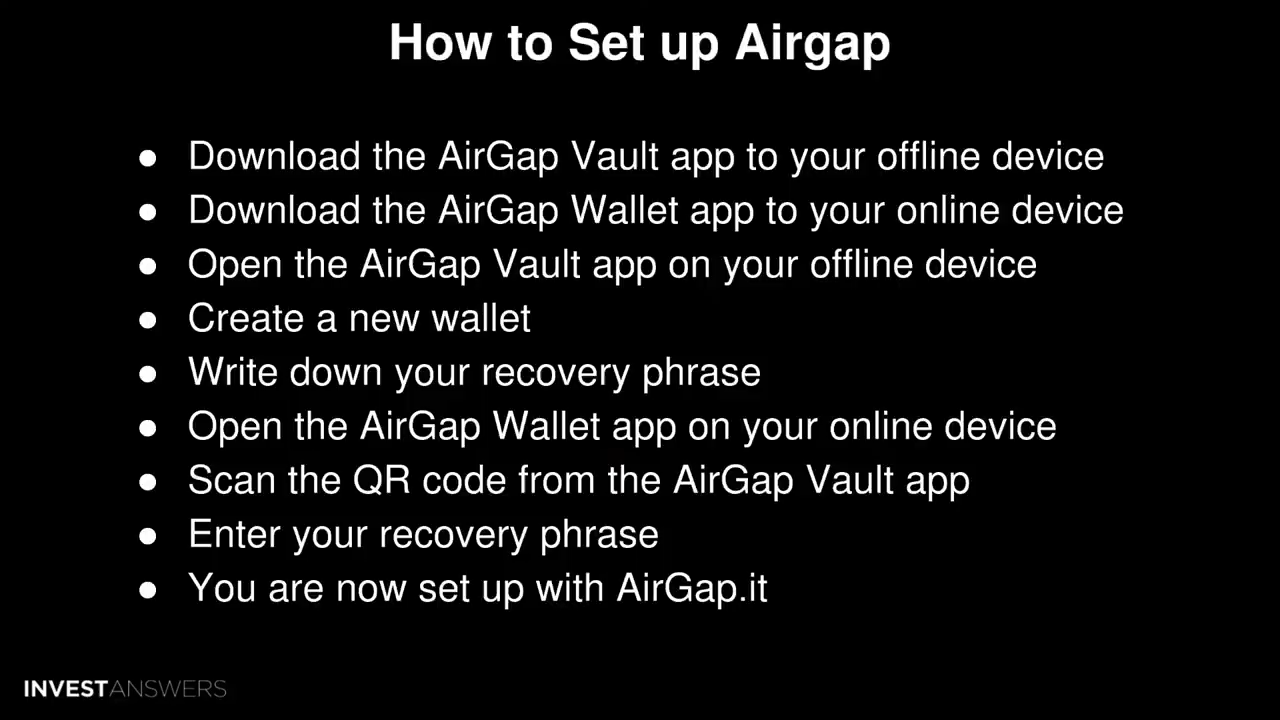 How to Set up Airgap
● Download the AirGap Vault app to your offline device
● Download the AirGap Wallet app to your online device
● Open the AirGap Vault app on your offline device
● Create a new wallet
● Write down your recovery phrase
● Open the AirGap Wallet app on your online device
● Scan the QR code from the AirGap Vault app
● Enter your recovery phrase
● You are now set up with AirGap.it
INVESTANSWERS